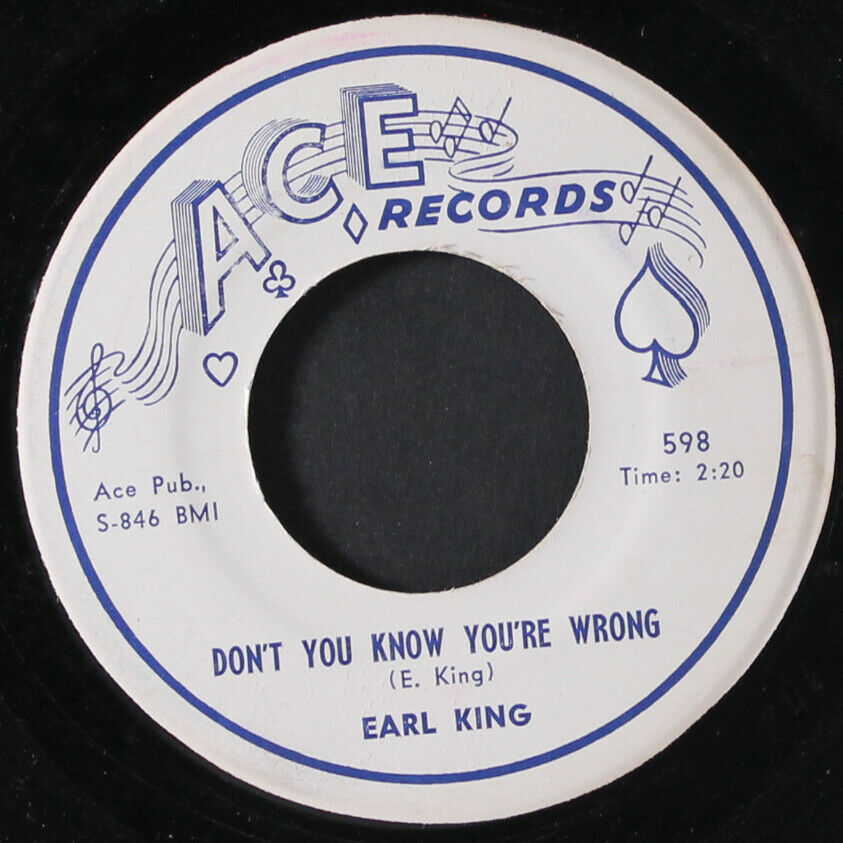 ACE
RECORDS
598
Time: 2:20
Ace Pub.,
S-846 BMI
DON'T YOU KNOW YOU'RE WRONG
(E. King)
EARL KING